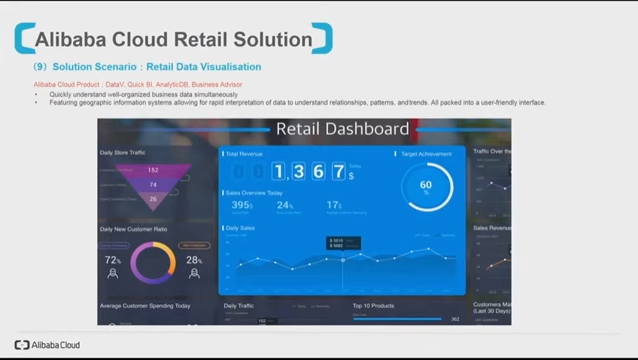 Alibaba Cloud Retail Solution
（9） Solution Scenario：Retail Data Visualisation
Alibaba Cloud Product：DataV, Quick BI, AnalyticDB, Business Advisor
• Quickly understand well-organized business data simultaneously
• Featuring geographic information systems allowing for rapid interpretation of data to understand relationships, patterns, and trends. All packed into a user-friendly interface.
Retail Dashboard
Daily Store Traffic
152
74
26
Total Revenue
001,367 Today $
Target Achievement
60
%
Sales Overview Today
395$
24%
17$
Daily Sales
Traffic Over the
Daily New Customer Ratio
72%
28%
Sales Revenue
Average Customer Spending Today
Daily Traffic
Top 10 Products
362
Customers Ma
(Last 30 Days)
Alibaba Cloud